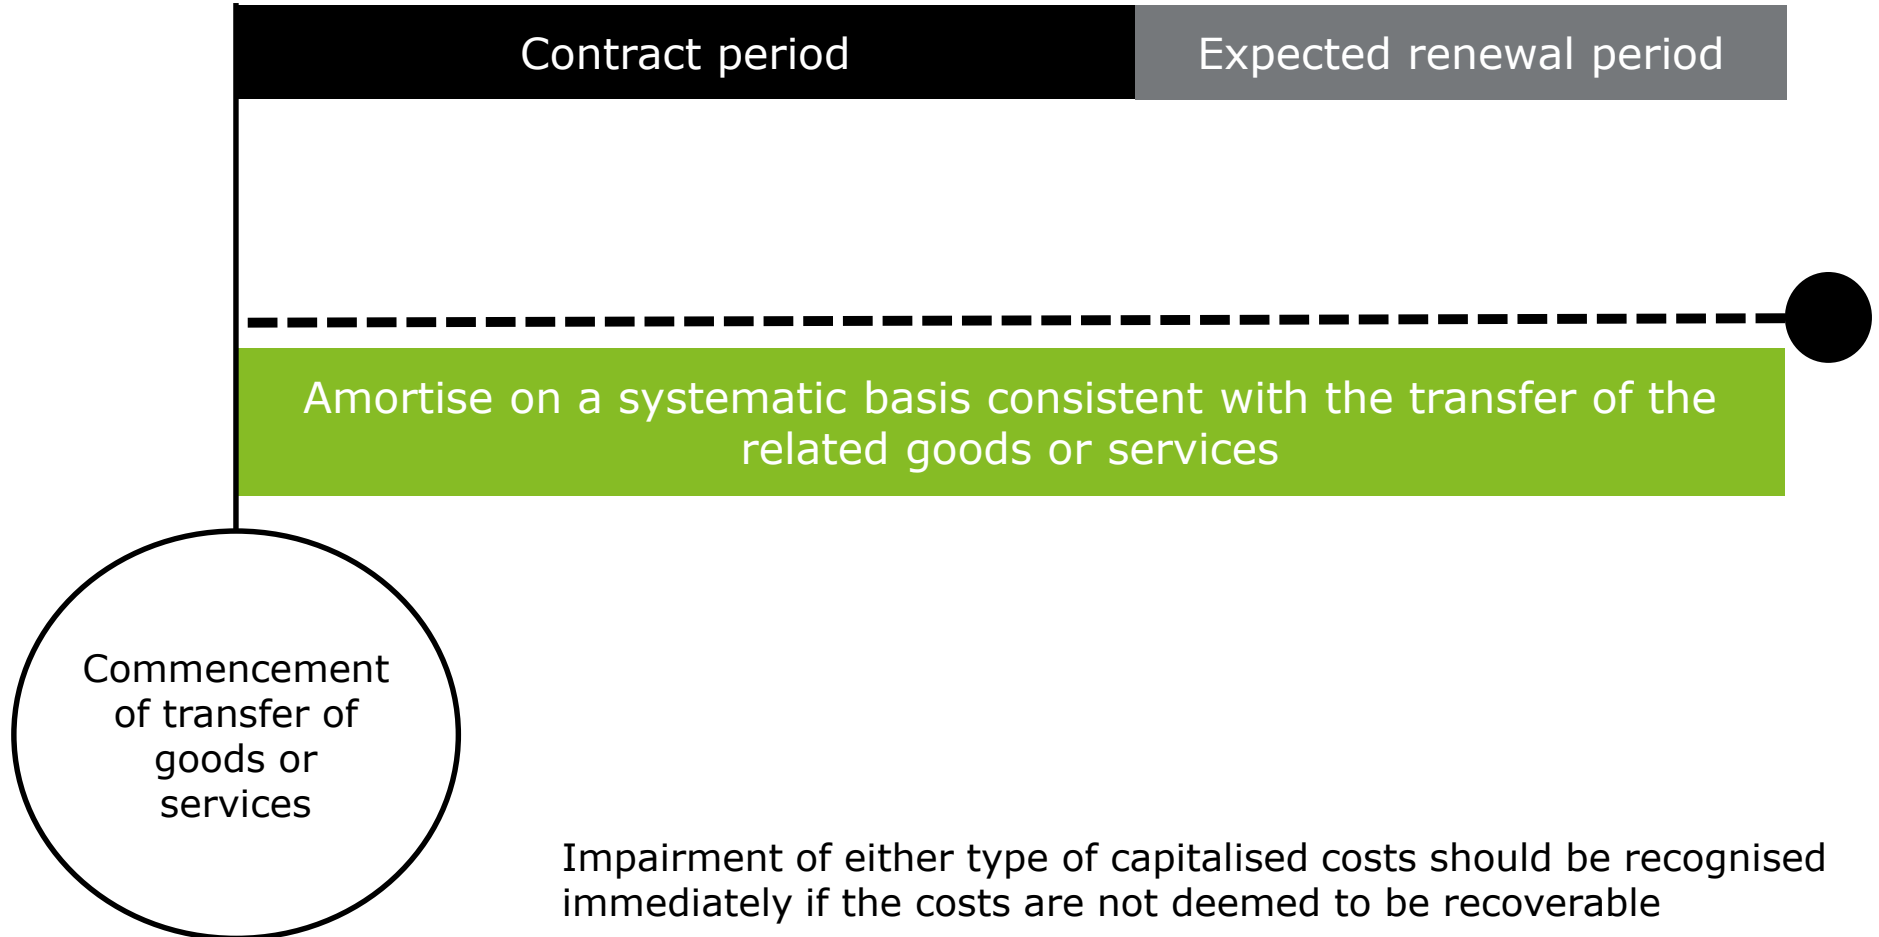 Contract period
Expected renewal period
Amortise on a systematic basis consistent with the transfer of the
related goods or services
Commencement
of transfer of
goods or
services
Impairment of either type of capitalised costs should be recognised
immediately if the costs are not deemed to be recoverable